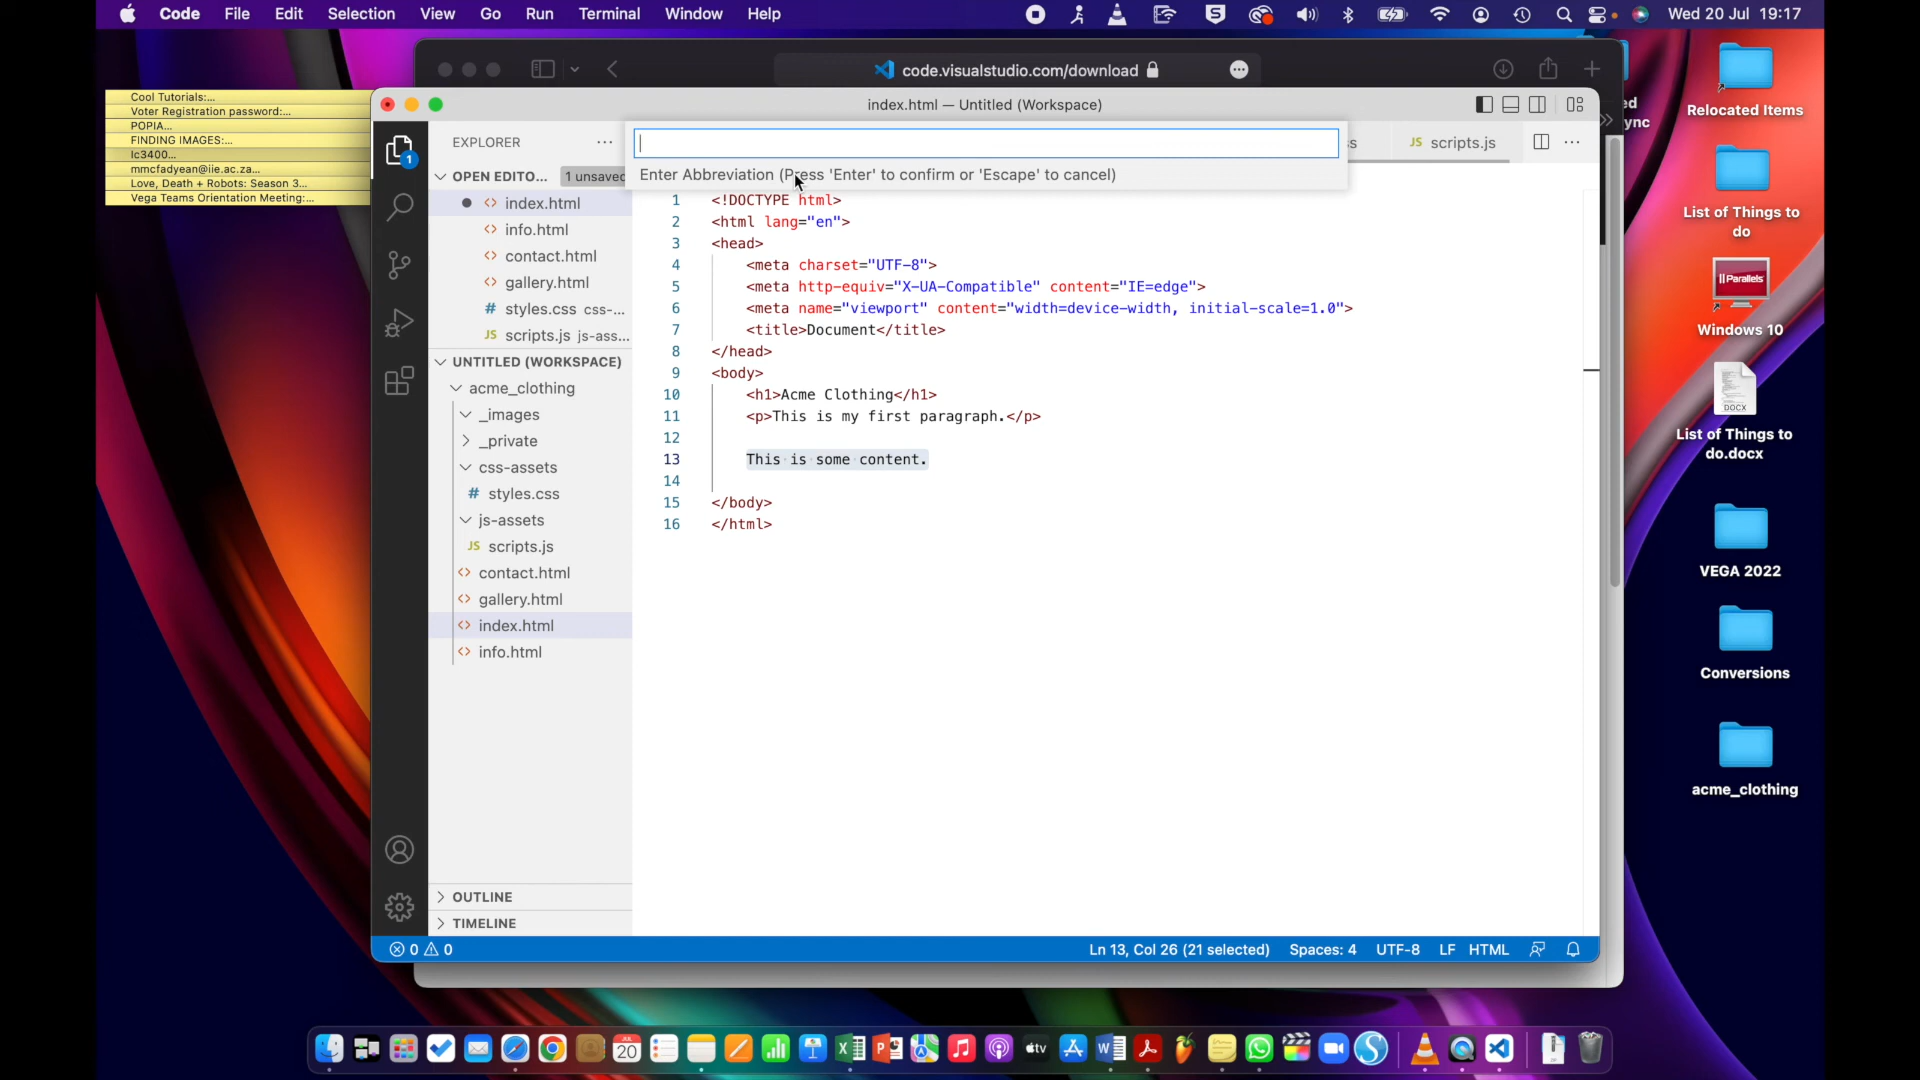 Code File Edit Selection View Go Run Terminal Window Help
Wed 20 Jul 19:17
code.visualstudio.com/download
Cool Tutorials:...
Voter Registration password:...
POPIA...
FINDING IMAGES:...
lc3400...
mmcfadyean@iie.ac.za...
Love, Death + Robots: Season 3...
Vega Teams Orientation Meeting:...
index.html — Untitled (Workspace)
EXPLORER
1
OPEN EDITO... 1 unsaved
index.html
info.html
contact.html
gallery.html
# styles.css css-...
JS scripts.js js-ass...
UNTITLED (WORKSPACE)
acme_clothing
_images
_private
css-assets
# styles.css
js-assets
JS scripts.js
contact.html
gallery.html
index.html
info.html
OUTLINE
TIMELINE
ss
JS scripts.js
Enter Abbreviation (Press 'Enter' to confirm or 'Escape' to cancel)
1 <!DOCTYPE html>
2 <html lang="en">
3 <head>
4 <meta charset="UTF-8">
5 <meta http-equiv="X-UA-Compatible" content="IE=edge">
6 <meta name="viewport" content="width=device-width, initial-scale=1.0">
7 <title>Document</title>
8 </head>
9 <body>
10 <h1>Acme Clothing</h1>
11 <p>This is my first paragraph.</p>
12
13 This is some content.
14
15 </body>
16 </html>
0 0
Ln 13, Col 26 (21 selected) Spaces: 4 UTF-8 LF HTML
ync
Relocated Items
List of Things to
do
Parallels
Windows 10
DOCX
List of Things to
do.docx
VEGA 2022
Conversions
acme_clothing
JUL
20
tv